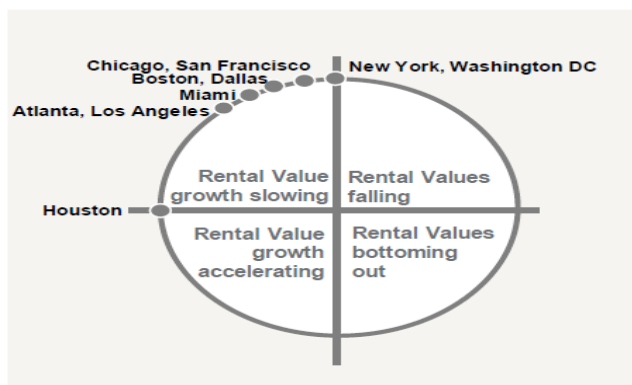 Chicago, San Francisco
New York, Washington DC
Boston, Dallas
Miami
Atlanta, Los Angeles
Rental Value
growth slowing
Rental Values
falling
Houston
Rental Value
growth
accelerating
Rental Values
bottoming
out